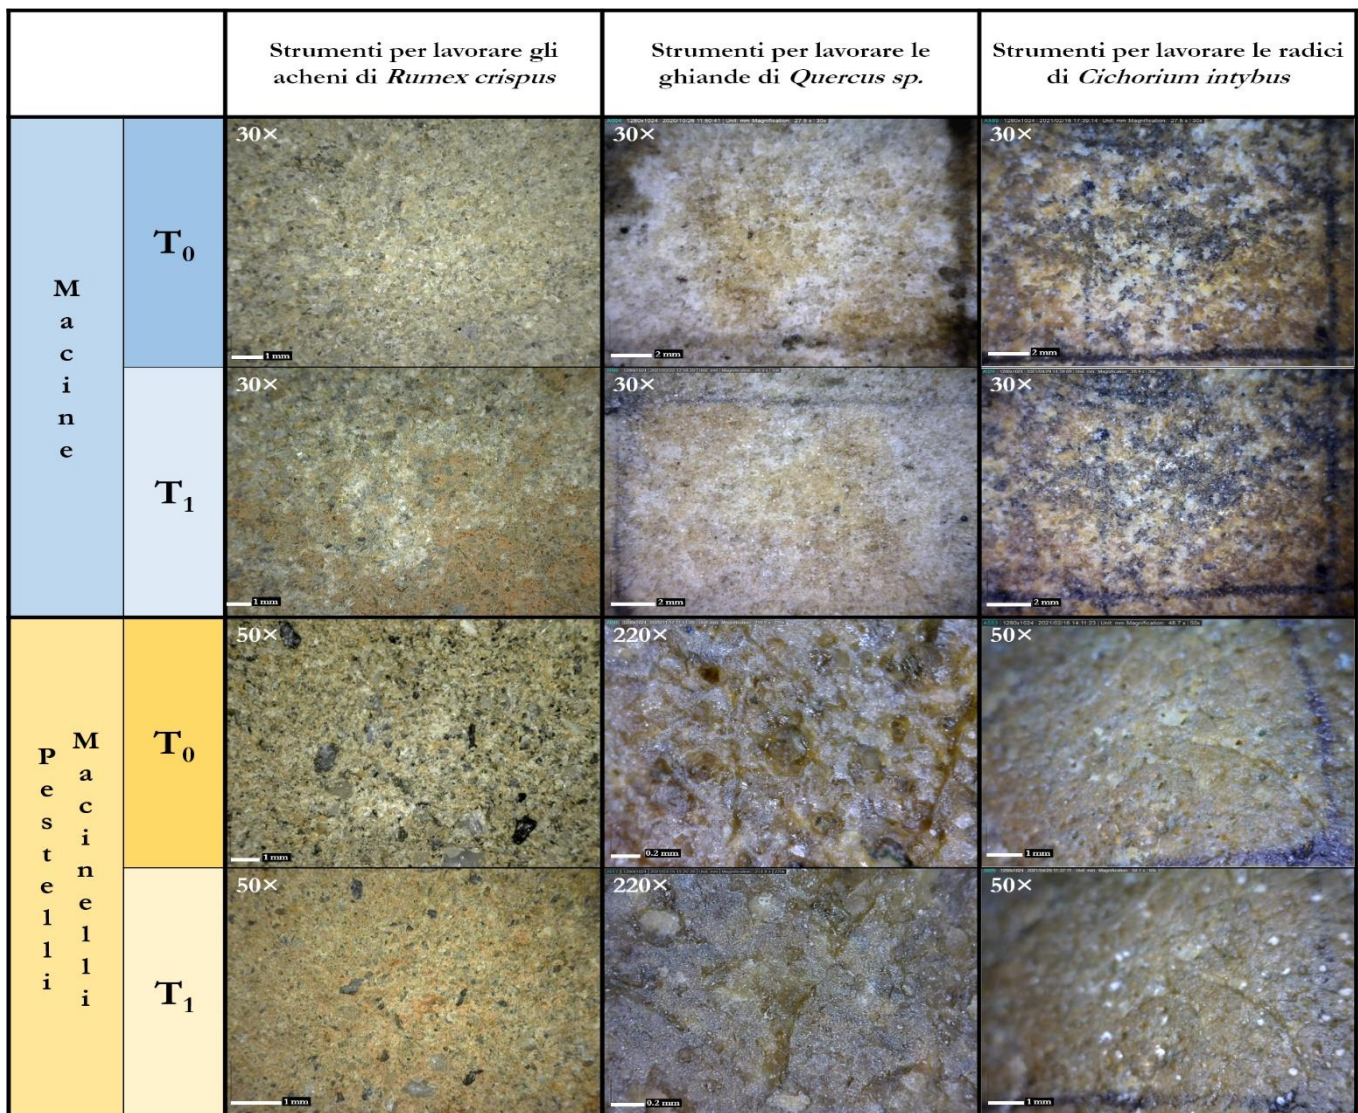 Strumenti per lavorare gli
acheni di Rumex crispus
Strumenti per lavorare le
ghiande di Quercus sp.
Strumenti per lavorare le radici
di Cichorium intybus
Macine
T0
30×
1 mm
30×
2 mm
30×
2 mm
T1
30×
1 mm
30×
2 mm
30×
2 mm
Pestelli
Macinelli
T0
50×
1 mm
220×
0.2 mm
50×
1 mm
T1
50×
1 mm
220×
0.2 mm
50×
1 mm